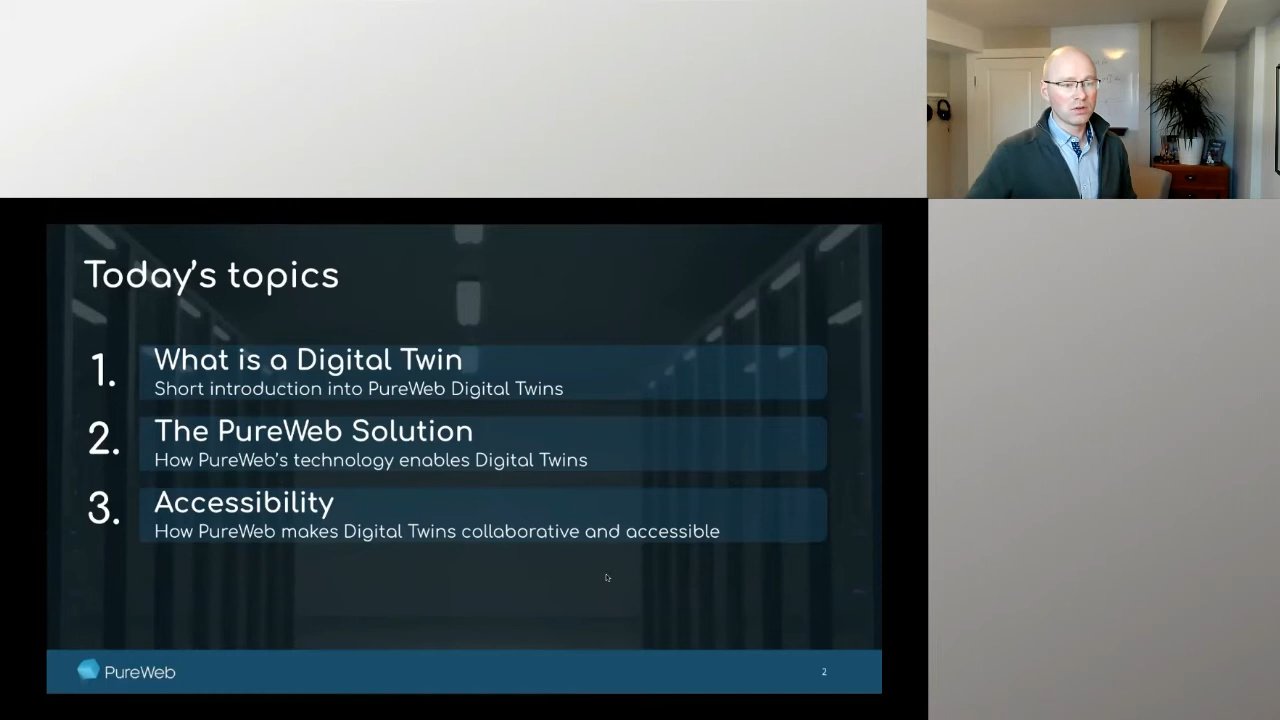 Today's topics
1.
What is a Digital Twin
Short introduction into PureWeb Digital Twins
2.
The PureWeb Solution
How PureWeb's technology enables Digital Twins
3.
Accessibility
How PureWeb makes Digital Twins collaborative and accessible
PureWeb
2